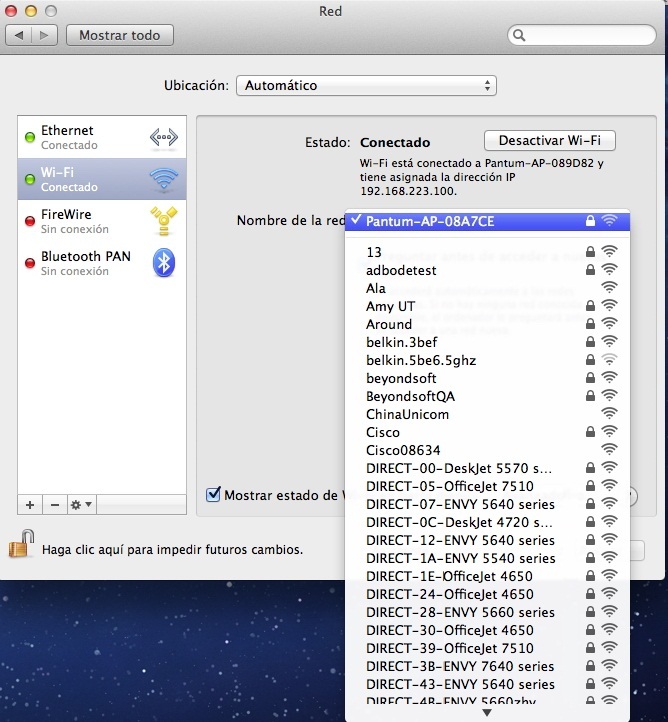 Red
Mostrar todo
Ubicación: Automático
Ethernet
Conectado
Wi-Fi
Conectado
FireWire
Sin conexión
Bluetooth PAN
Sin conexión
Estado: Conectado
Desactivar Wi-Fi
Wi-Fi está conectado a Pantum-AP-089D82 y
tiene asignada la dirección IP
192.168.223.100.
Nombre de la red
Pantum-AP-08A7CE
13
adbodetest
Ala
Amy UT
Around
belkin.3bef
belkin.5be6.5ghz
beyondsoft
BeyondsoftQA
ChinaUnicom
Cisco
Cisco08634
DIRECT-00-DeskJet 5570 s...
DIRECT-05-OfficeJet 7510
DIRECT-07-ENVY 5640 series
DIRECT-0C-DeskJet 4720 s...
DIRECT-12-ENVY 5640 series
DIRECT-1A-ENVY 5540 series
DIRECT-1E-OfficeJet 4650
DIRECT-24-OfficeJet 4650
DIRECT-28-ENVY 5660 series
DIRECT-30-OfficeJet 4650
DIRECT-39-OfficeJet 7510
DIRECT-3B-ENVY 7640 series
DIRECT-43-ENVY 5640 series
DIRECT-4B-ENVY 5660zhy
Mostrar estado de
Haga clic aquí para impedir futuros cambios.